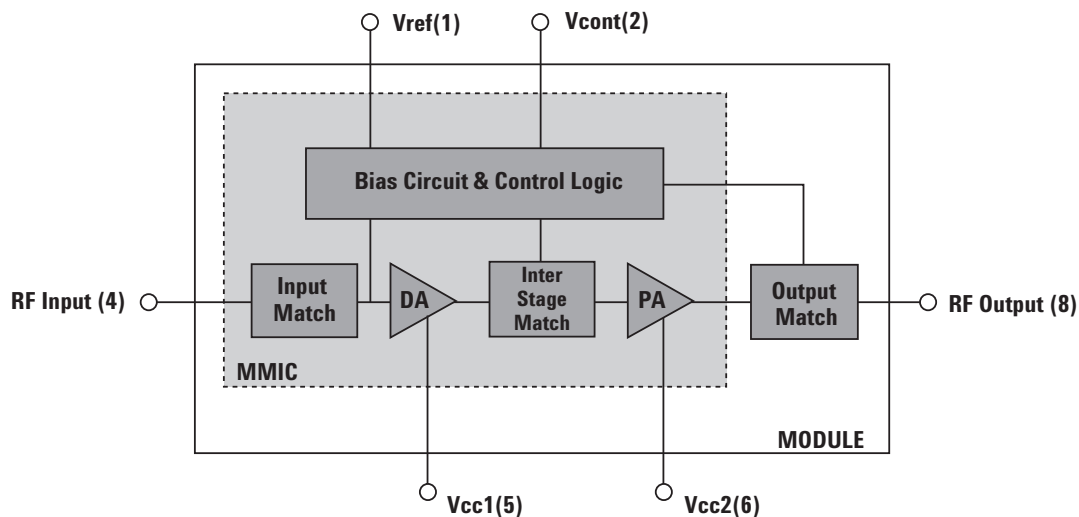 Vref(1)
Vcont(2)
Bias Circuit & Control Logic
RF Input (4)
Input
Match
DA
Inter
Stage
Match
PA
Output
Match
RF Output (8)
MMIC
MODULE
Vcc1(5)
Vcc2(6)